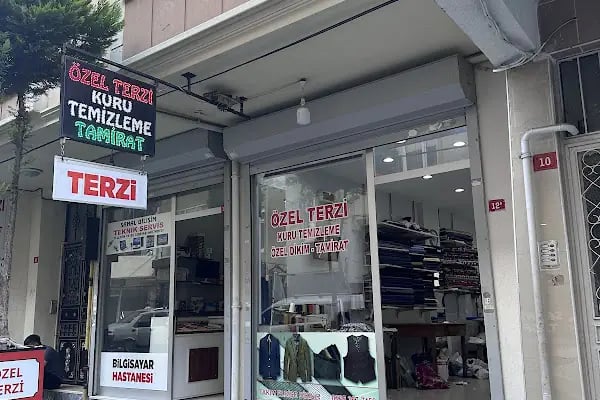 ÖZEL TERZİ
KURU
TEMİZLEME
TAMİRAT
TERZİ
TEKNİK SERVİS
BİLGİSAYAR
HASTANESİ
ÖZEL TERZİ
KURU TEMİZLEME
ÖZEL DİKİM - TAMİRAT
12A
10
ÖZEL
TERZİ